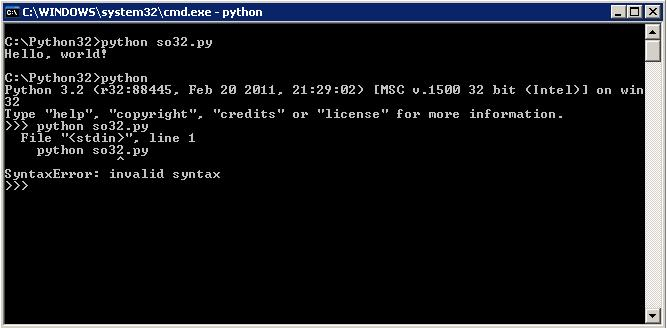 C:\WINDOWS\system32\cmd.exe - python
C:\Python32>python so32.py
Hello, world!
C:\Python32>python
Python 3.2 (r32:88445, Feb 20 2011, 21:29:02) [MSC v.1500 32 bit (Intel)] on win
32
Type "help", "copyright", "credits" or "license" for more information.
>>> python so32.py
  File "<stdin>", line 1
    python so32.py
              ^
SyntaxError: invalid syntax
>>>